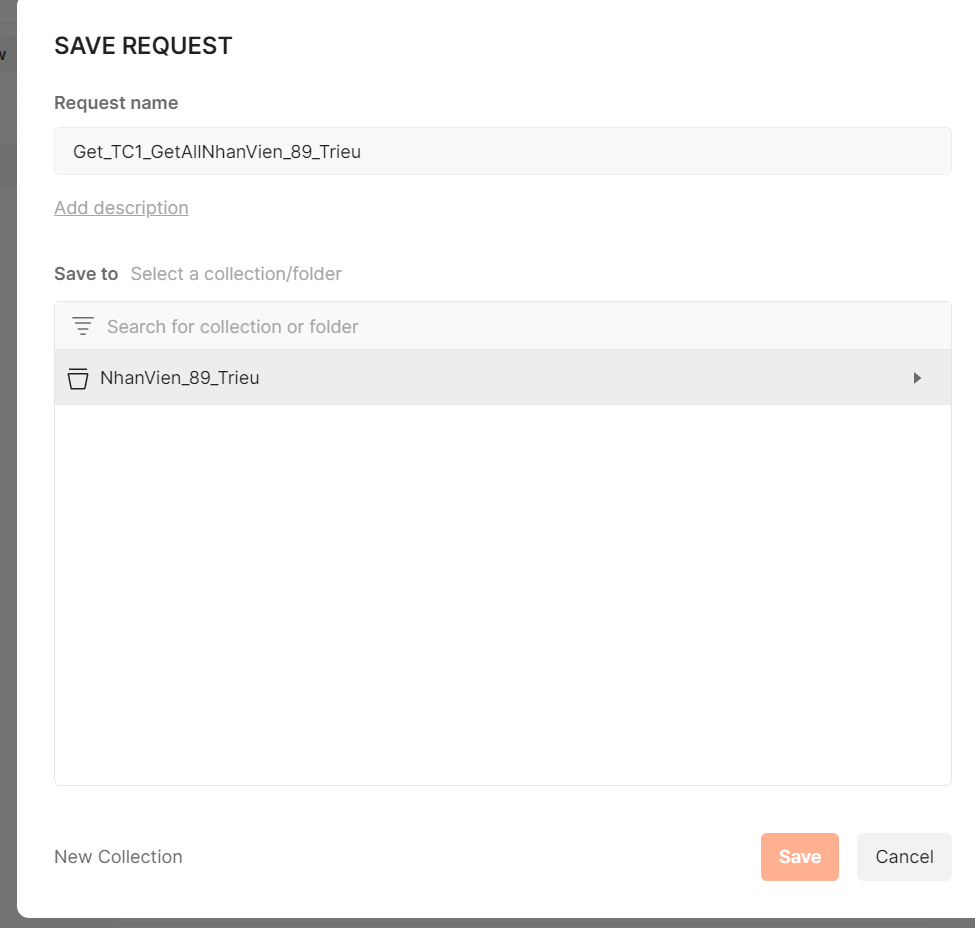 SAVE REQUEST
Request name
Get_TC1_GetAllNhanVien_89_Trieu
Add description
Save to Select a collection/folder
Search for collection or folder
NhanVien_89_Trieu
New Collection Save Cancel